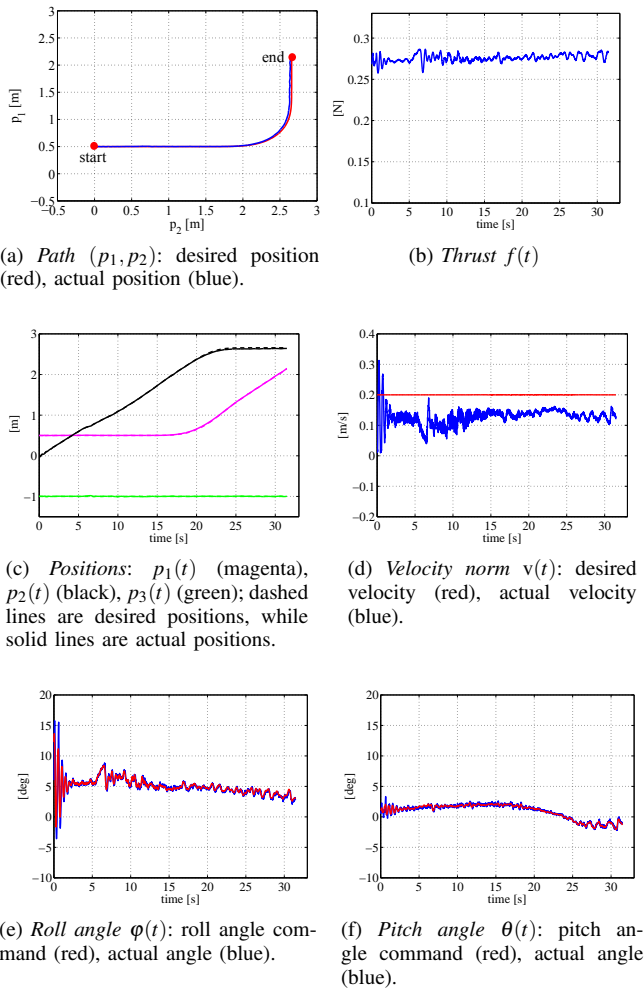 3
2.5
2
1.5
1
0.5
0
−0.5
−0.5 0 0.5 1 1.5 2 2.5 3
p₁ [m]
p₂ [m]
start
end
0.3
0.25
0.2
0.15
0.1
0 5 10 15 20 25 30
[N]
time [s]
(a) Path (p₁, p₂): desired position
(red), actual position (blue).
(b) Thrust f(t)
3
2
1
0
−1
0 5 10 15 20 25 30
[m]
time [s]
0.4
0.3
0.2
0.1
0
−0.1
−0.2
0 5 10 15 20 25 30
[m/s]
time [s]
(c) Positions: p₁(t) (magenta),
p₂(t) (black), p₃(t) (green); dashed
lines are desired positions, while
solid lines are actual positions.
(d) Velocity norm v(t): desired
velocity (red), actual velocity
(blue).
20
15
10
5
0
−5
−10
0 5 10 15 20 25 30
[deg]
time [s]
20
15
10
5
0
−5
−10
0 5 10 15 20 25 30
[deg]
time [s]
(e) Roll angle φ(t): roll angle com-
mand (red), actual angle (blue).
(f) Pitch angle θ(t): pitch an-
gle command (red), actual angle
(blue).